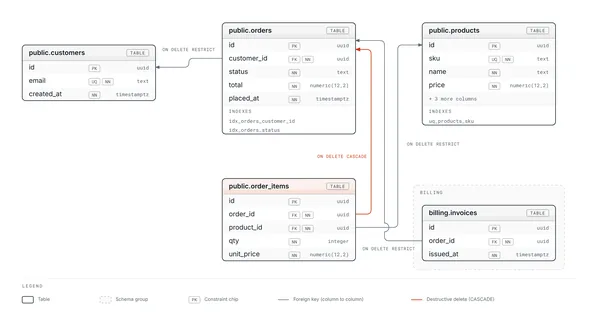 public.customers TABLE
id PK uuid
email UQ NN text
created_at NN timestamptz
ON DELETE RESTRICT
public.orders TABLE
id PK uuid
customer_id FK NN uuid
status NN text
total NN numeric(12,2)
placed_at NN timestamptz
INDEXES
idx_orders_customer_id
idx_orders_status
public.products TABLE
id PK uuid
sku UQ NN text
name NN text
price NN numeric(12,2)
+ 3 more columns
INDEXES
uq_products_sku
ON DELETE CASCADE
ON DELETE RESTRICT
public.order_items TABLE
id PK uuid
order_id FK NN uuid
product_id FK NN uuid
qty NN integer
unit_price NN numeric(12,2)
ON DELETE RESTRICT
BILLING
billing.invoices TABLE
id PK uuid
order_id FK NN uuid
issued_at NN timestamptz
LEGEND
Table
Schema group
FK Constraint chip
Foreign key (column to column)
Destructive delete (CASCADE)